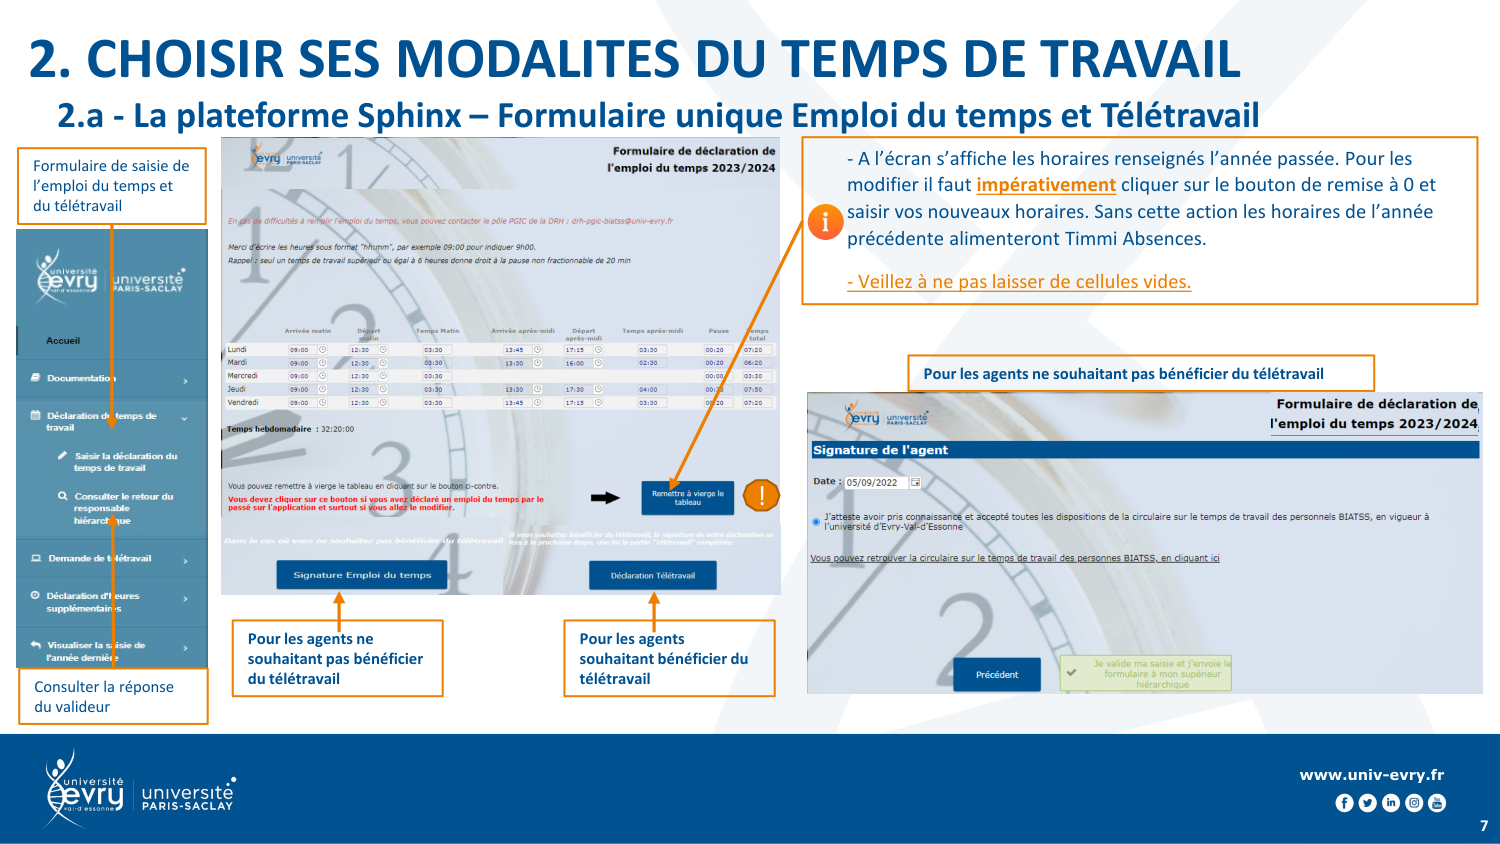 2. CHOISIR SES MODALITES DU TEMPS DE TRAVAIL
2.a - La plateforme Sphinx – Formulaire unique Emploi du temps et Télétravail
Formulaire de saisie de
l'emploi du temps et
du télétravail
université
evry
val-d'essonne
université
PARIS-SACLAY
Accueil
Documentation
Déclaration du temps de
travail
Saisir la déclaration du
temps de travail
Consulter le retour du
responsable
hiérarchique
Demande de télétravail
Déclaration d'heures
supplémentaires
Visualiser la saisie de
l'année dernière
Consulter la réponse
du valideur
evry
université
PARIS-SACLAY
Formulaire de déclaration de
l'emploi du temps 2023/2024
En cas de difficultés à remplir l'emploi du temps, vous pouvez contacter le pôle PGIC de la DRH : drh-pgic-biatss@univ-evry.fr
Merci d'écrire les heures sous format "hh:mm", par exemple 09:00 pour indiquer 9h00.
Rappel : seul un temps de travail supérieur ou égal à 6 heures donne droit à la pause non fractionnable de 20 min
Arrivée matin Départ matin Temps Matin Arrivée après-midi Départ après-midi Temps après-midi Pause Temps total
Lundi 09:00 12:30 03:30 13:45 17:15 03:30 00:20 07:20
Mardi 09:00 12:30 03:30 13:30 16:00 02:30 00:20 06:20
Mercredi 09:00 12:30 03:30 00:00 03:30
Jeudi 09:00 12:30 03:30 13:30 17:30 04:00 00:20 07:50
Vendredi 09:00 12:30 03:30 13:45 17:15 03:30 00:20 07:20
Temps hebdomadaire : 32:20:00
Vous pouvez remettre à vierge le tableau en cliquant sur le bouton ci-contre.
Vous devez cliquer sur ce bouton si vous avez déclaré un emploi du temps par le
passé sur l'application et surtout si vous allez le modifier.
Remettre à vierge le
tableau
!
Dans le cas où vous ne souhaitez pas bénéficier du télétravail
Si vous souhaitez bénéficier du télétravail, la signature de votre déclaration se
fera à la prochaine étape, une foi la partie "Télétravail" complétée.
Signature Emploi du temps
Déclaration Télétravail
Pour les agents ne
souhaitant pas bénéficier
du télétravail
Pour les agents
souhaitant bénéficier du
télétravail
i
- A l'écran s'affiche les horaires renseignés l'année passée. Pour les
modifier il faut impérativement cliquer sur le bouton de remise à 0 et
saisir vos nouveaux horaires. Sans cette action les horaires de l'année
précédente alimenteront Timmi Absences.
- Veillez à ne pas laisser de cellules vides.
Pour les agents ne souhaitant pas bénéficier du télétravail
evry
université
PARIS-SACLAY
Formulaire de déclaration de
l'emploi du temps 2023/2024
Signature de l'agent
Date : 05/09/2022
J'atteste avoir pris connaissance et accepté toutes les dispositions de la circulaire sur le temps de travail des personnels BIATSS, en vigueur à
l'université d'Evry-Val-d'Essonne
Vous pouvez retrouver la circulaire sur le temps de travail des personnes BIATSS, en cliquant ici
Précédent
Je valide ma saisie et j'envoie le
formulaire à mon supérieur
hiérarchique
université
evry
val-d'essonne
université
PARIS-SACLAY
www.univ-evry.fr
7